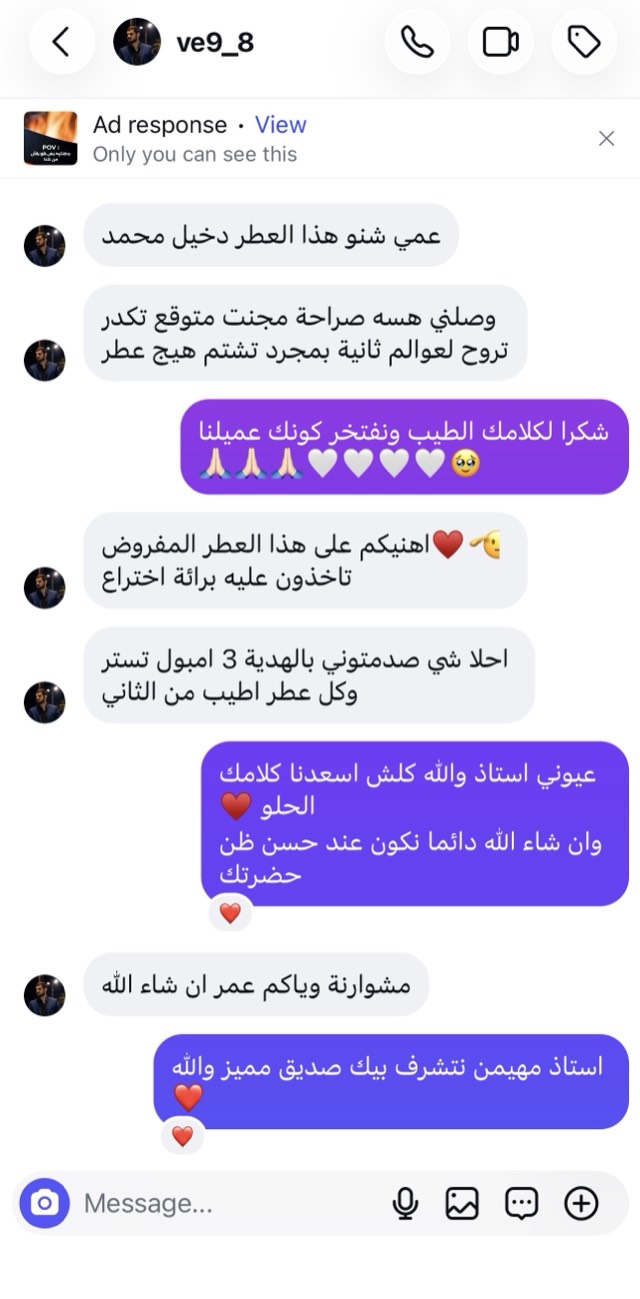 ve9_8
Ad response · View
Only you can see this
POV :
عمي شنو هذا العطر دخيل محمد
وصلني هسه صراحة مجنت متوقع تكدر
تروح لعوالم ثانية بمجرد تشتم هيج عطر
شكرا لكلامك الطيب ونفتخر كونك عميلنا
🥹🤍🤍🤍🤍🙏🏻🙏🏻🙏🏻
🫡♥️اهنيكم على هذا العطر المفروض
تاخذون عليه برائة اختراع
احلا شي صدمتوني بالهدية 3 امبول تستر
وكل عطر اطيب من الثاني
عيوني استاذ والله كلش اسعدنا كلامك
الحلو ♥️
وان شاء الله دائما نكون عند حسن ظن
حضرتك
❤️
مشوارنة وياكم عمر ان شاء الله
استاذ مهيمن نتشرف بيك صديق مميز والله
♥️
❤️
Message...